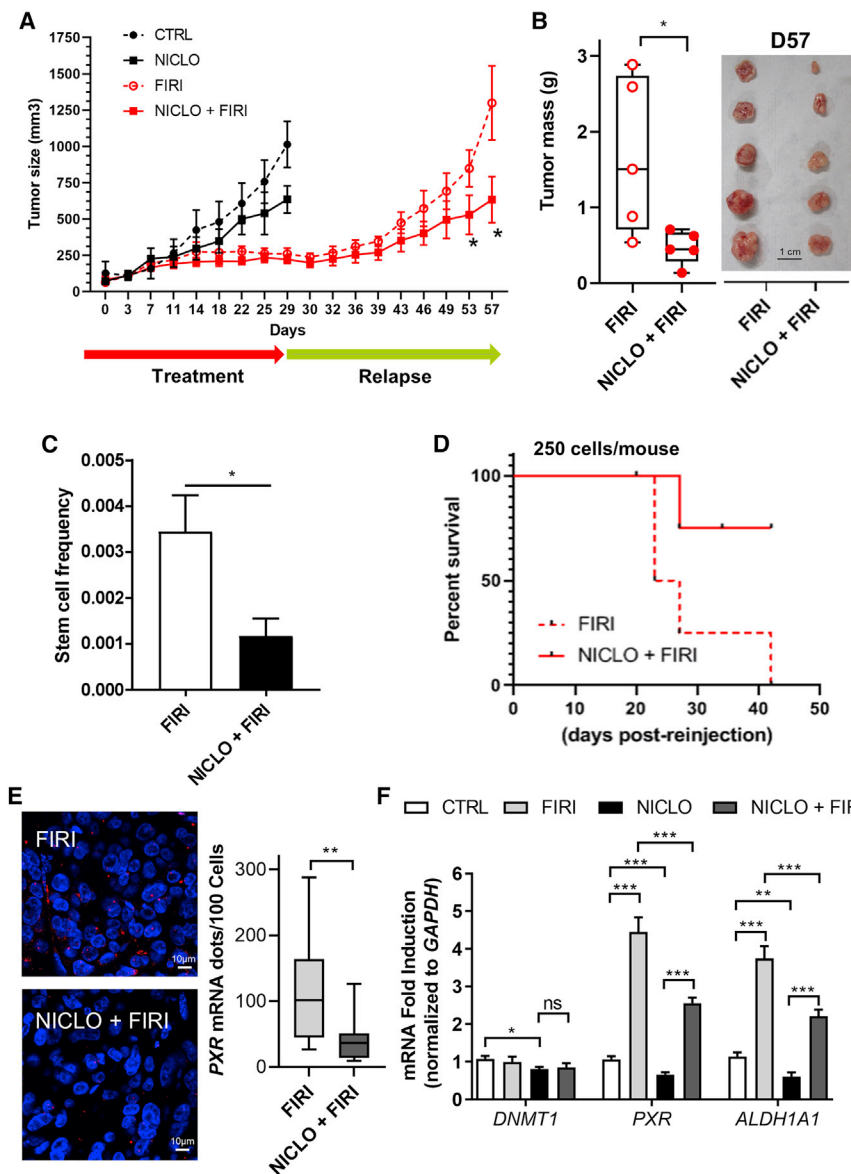 A
CTRL
NICLO
FIRI
NICLO + FIRI
Tumor size (mm3)
1750
1500
1250
1000
750
500
250
0
0 3 7 11 14 18 22 25 29 30 32 36 39 43 46 49 53 57
Days
Treatment
Relapse
*
*
B
*
D57
Tumor mass (g)
3
2
1
0
1 cm
FIRI
NICLO + FIRI
FIRI
NICLO + FIRI
C
Stem cell frequency
0.005
0.004
0.003
0.002
0.001
0.000
*
FIRI
NICLO + FIRI
D
250 cells/mouse
Percent survival
100
50
0
FIRI
NICLO + FIRI
0 10 20 30 40 50
(days post-reinjection)
E
FIRI
10µm
NICLO + FIRI
10µm
PXR mRNA dots/100 Cells
300
200
100
0
**
FIRI
NICLO + FIRI
F
CTRL FIRI NICLO NICLO + FIR
mRNA Fold Induction
(normalized to GAPDH)
6
5
4
3
2
1
0
*
ns
***
***
***
***
***
**
***
***
DNMT1 PXR ALDH1A1